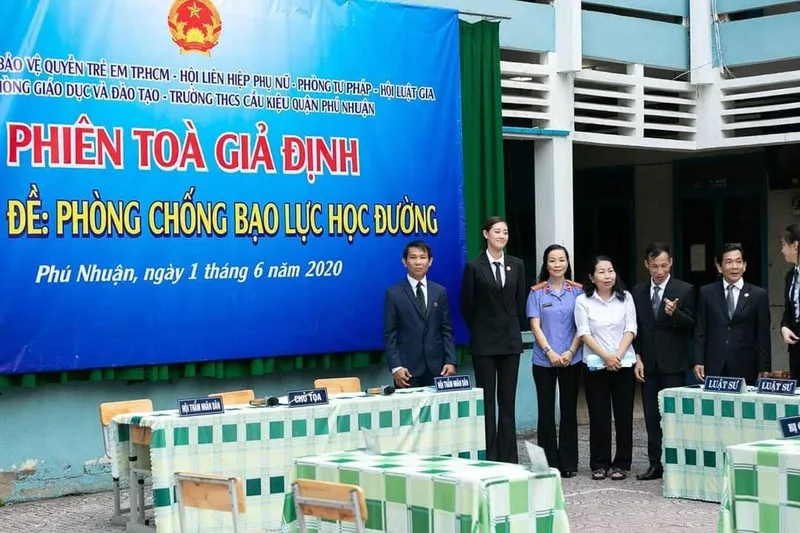 BẢO VỆ QUYỀN TRẺ EM TP.HCM - HỘI LIÊN HIỆP PHỤ NỮ - PHÒNG TƯ PHÁP - HỘI LUẬT GIA
PHÒNG GIÁO DỤC VÀ ĐÀO TẠO - TRƯỜNG THCS CẦU KIỆU QUẬN PHÚ NHUẬN
PHIÊN TOÀ GIẢ ĐỊNH
ĐỀ: PHÒNG CHỐNG BẠO LỰC HỌC ĐƯỜNG
Phú Nhuận, ngày 1 tháng 6 năm 2020
HỘI THẨM NHÂN DÂN
CHỦ TỌA
HỘI THẨM NHÂN DÂN
LUẬT SƯ
LUẬT SƯ